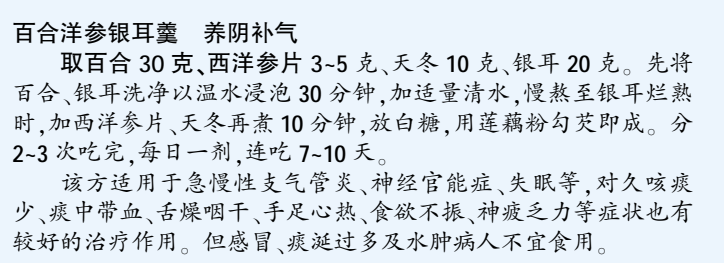 百合洋参银耳羹　养阴补气
取百合 30 克、西洋参片 3~5 克、天冬 10 克、银耳 20 克。先将
百合、银耳洗净以温水浸泡 30 分钟,加适量清水,慢熬至银耳烂熟
时,加西洋参片、天冬再煮 10 分钟,放白糖,用莲藕粉勾芡即成。分
2~3 次吃完,每日一剂,连吃 7~10 天。
该方适用于急慢性支气管炎、神经官能症、失眠等,对久咳痰
少、痰中带血、舌燥咽干、手足心热、食欲不振、神疲乏力等症状也有
较好的治疗作用。但感冒、痰涎过多及水肿病人不宜食用。